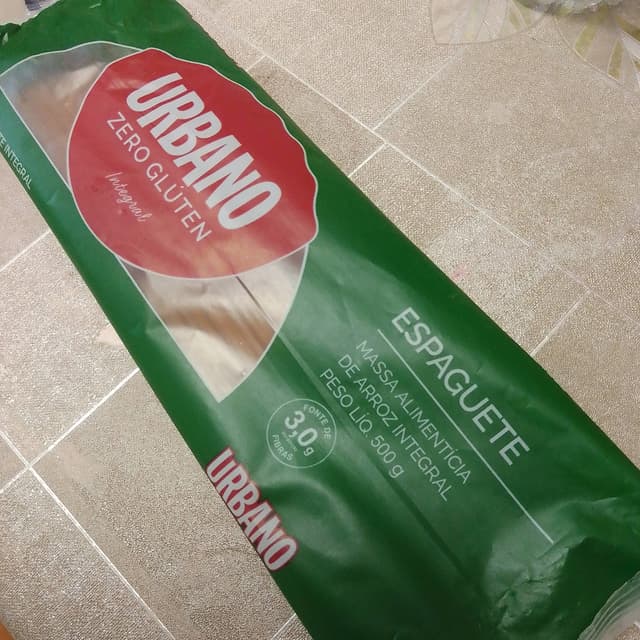 URBANO
ZERO GLÚTEN
Integral
TE INTEGRAL
ESPAGUETE
MASSA ALIMENTÍCIA
DE ARROZ INTEGRAL
PESO LÍQ. 500 g
FONTE DE
3,0 g
FIBRAS
URBANO